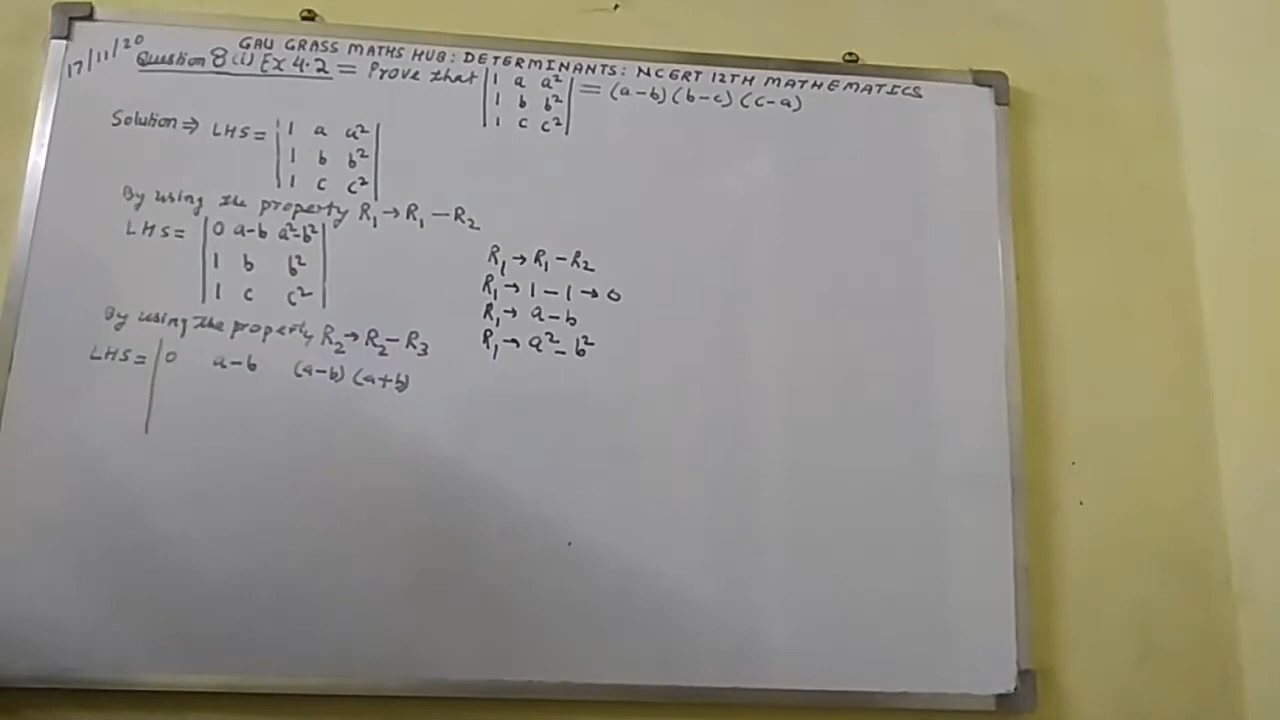 17/11/20
GAU GRASS MATHS HUB: DETERMINANTS: NCERT 12TH MATHEMATICS
Question 8 (i) Ex 4.2 = Prove that | 1 a a² | = (a-b) (b-c) (c-a)
| 1 b b² |
| 1 c c² |
Solution ⇒ LHS = | 1 a a² |
| 1 b b² |
| 1 c c² |
By using the property R₁ → R₁ - R₂
LHS = | 0 a-b a²-b² |
| 1 b b² |
| 1 c c² |
R₁ → R₁ - R₂
R₁ → 1 - 1 → 0
R₁ → a - b
R₁ → a² - b²
By using the property R₂ → R₂ - R₃
LHS = | 0 a-b (a-b) (a+b)